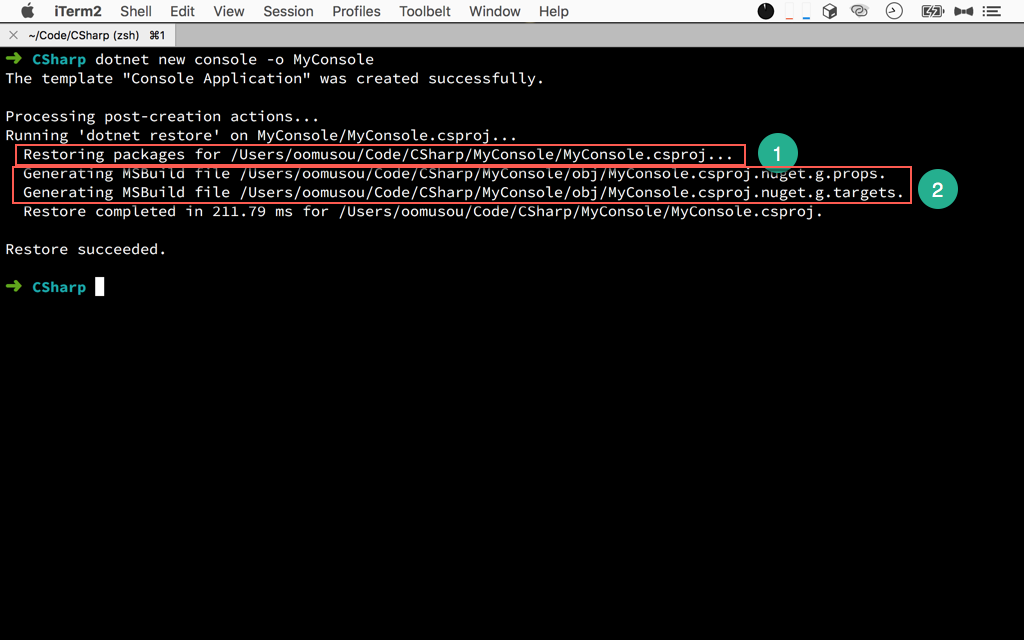 iTerm2 Shell Edit View Session Profiles Toolbelt Window Help
~/Code/CSharp (zsh) ⌘1
➜ CSharp dotnet new console -o MyConsole
The template "Console Application" was created successfully.
Processing post-creation actions...
Running 'dotnet restore' on MyConsole/MyConsole.csproj...
Restoring packages for /Users/oomusou/Code/CSharp/MyConsole/MyConsole.csproj...
1
Generating MSBuild file /Users/oomusou/Code/CSharp/MyConsole/obj/MyConsole.csproj.nuget.g.props.
Generating MSBuild file /Users/oomusou/Code/CSharp/MyConsole/obj/MyConsole.csproj.nuget.g.targets.
2
Restore completed in 211.79 ms for /Users/oomusou/Code/CSharp/MyConsole/MyConsole.csproj.
Restore succeeded.
➜ CSharp